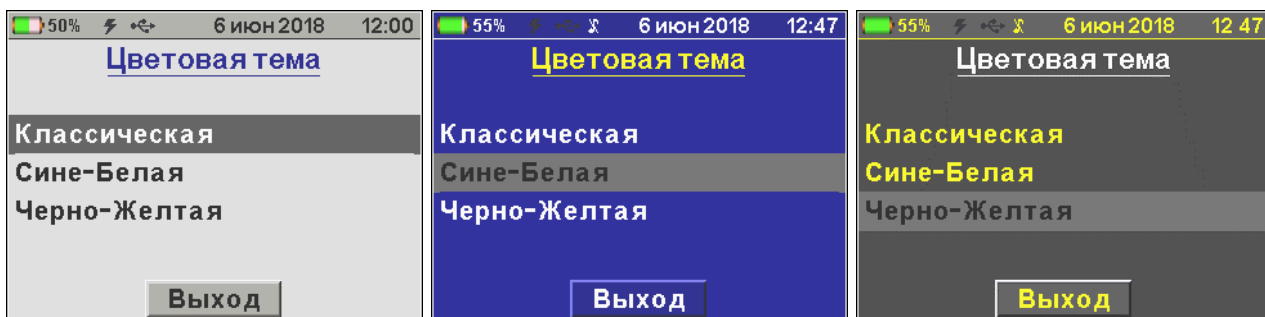 50% 6 июн 2018 12:00
Цветовая тема
Классическая
Сине-Белая
Черно-Желтая
Выход
55% 6 июн 2018 12:47
Цветовая тема
Классическая
Сине-Белая
Черно-Желтая
Выход
55% 6 июн 2018 12 47
Цветовая тема
Классическая
Сине-Белая
Черно-Желтая
Выход